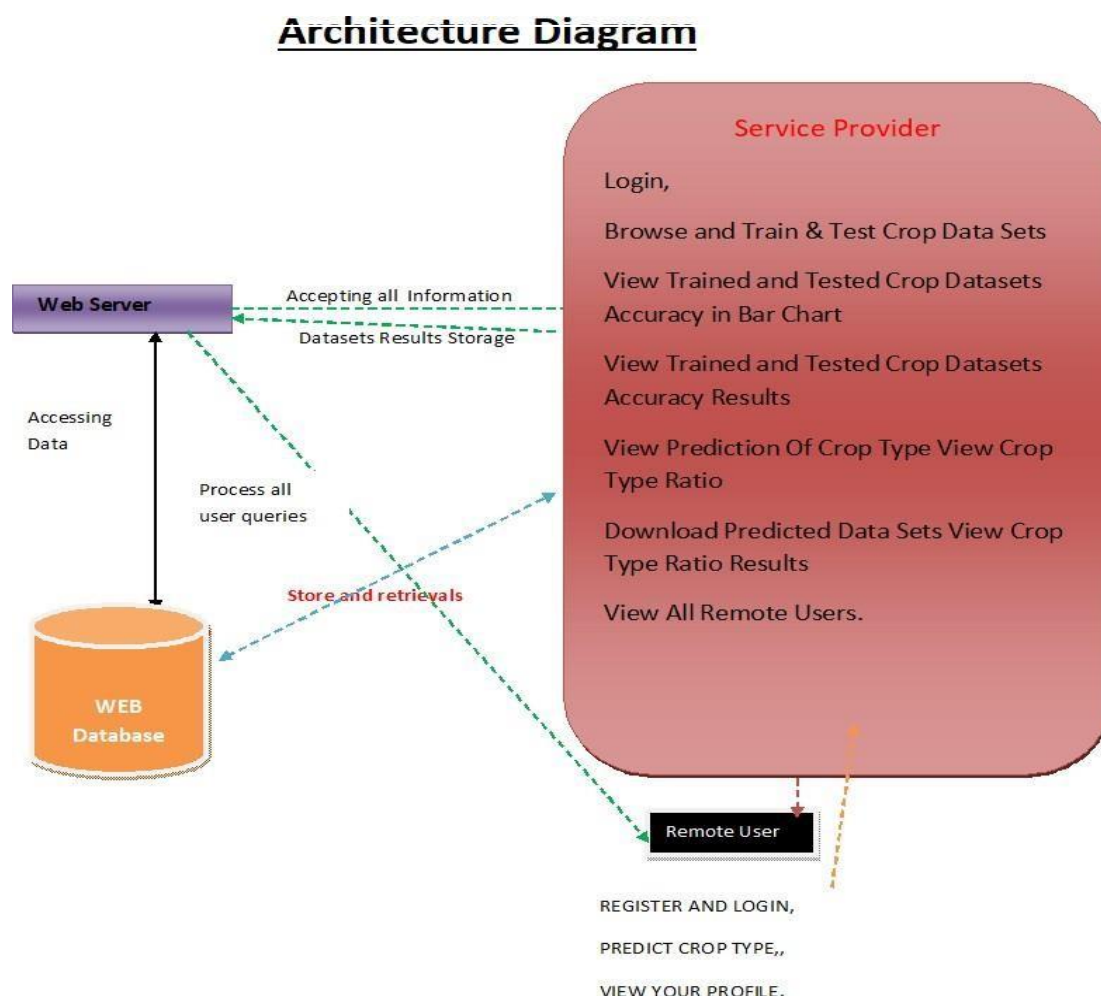 Architecture Diagram
Service Provider
Login,
Browse and Train & Test Crop Data Sets
View Trained and Tested Crop Datasets
Accuracy in Bar Chart
View Trained and Tested Crop Datasets
Accuracy Results
View Prediction Of Crop Type View Crop
Type Ratio
Download Predicted Data Sets View Crop
Type Ratio Results
View All Remote Users.
Web Server
Accepting all Information
Datasets Results Storage
Accessing
Data
Process all
user queries
Store and retrievals
WEB
Database
Remote User
REGISTER AND LOGIN,
PREDICT CROP TYPE,,
VIEW YOUR PROFILE.